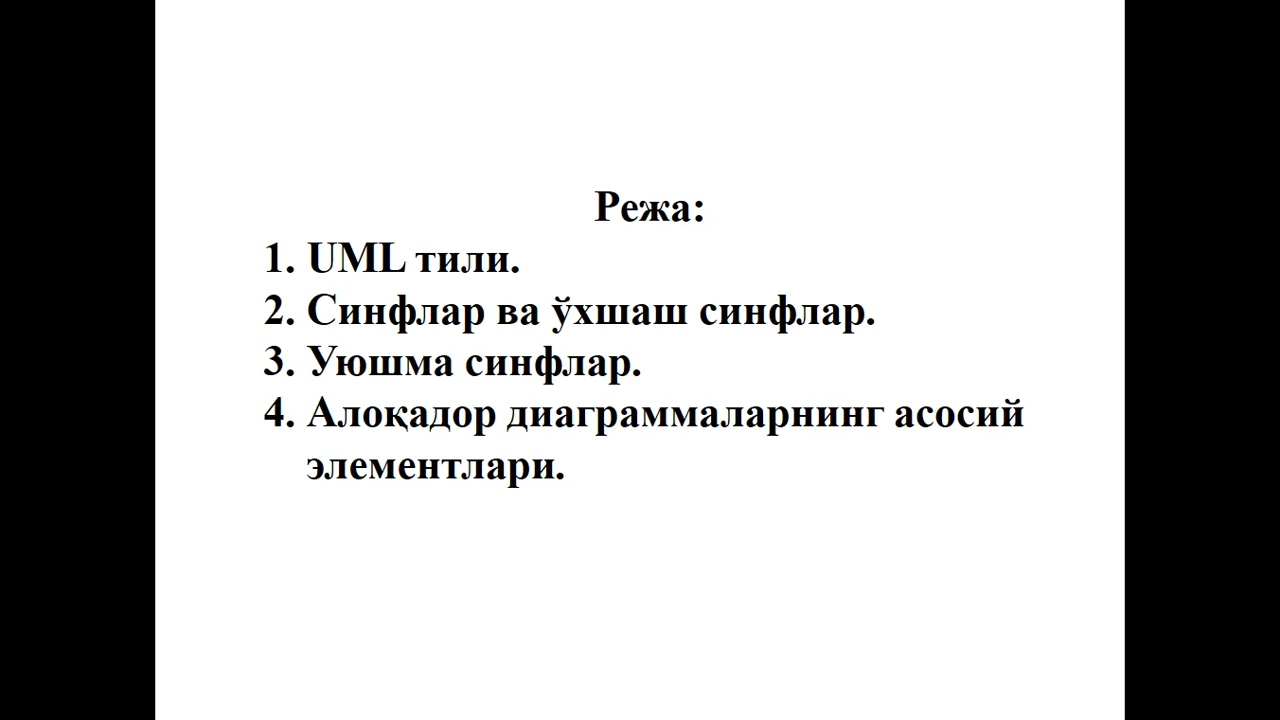 Режа:
1. UML тили.
2. Синфлар ва ўхшаш синфлар.
3. Уюшма синфлар.
4. Алоқадор диаграммаларнинг асосий
элементлари.